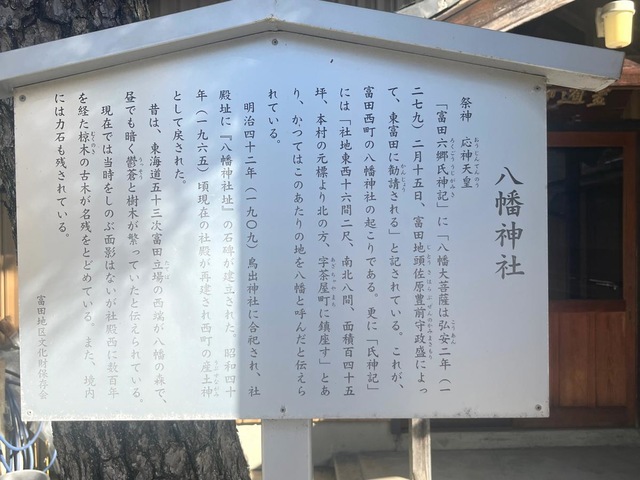 八幡神社
祭神　応神天皇
「富田六郷氏神記」に「八幡大菩薩は弘安二年（一
二七九）二月十五日、富田地頭佐原豊前守政盛によっ
て、東富田に勧請される」と記されている。これが、
富田西町の八幡神社の起こりである。更に「氏神記」
には「社地東西十六間二尺、南北八間、面積百四十五
坪、本村の元標より北の方、字茶屋町に鎮座す」とあ
り、かつてはこのあたりの地を八幡と呼んだと伝えら
れている。
明治四十二年（一九〇九）鳥出神社に合祀され、社
殿址に『八幡神社址』の石碑が建立された。昭和四十
年（一九六五）頃現在の社殿が再建され西町の産土神
として戻された。
昔は、東海道五十三次富田立場の西端が八幡の森で、
昼でも暗く鬱蒼と樹木が繁っていたと伝えられている。
現在では当時をしのぶ面影はないが社殿西に数百年
を経た椋木の古木が名残をとどめている。また、境内
には力石も残されている。
富田地区文化財保存会